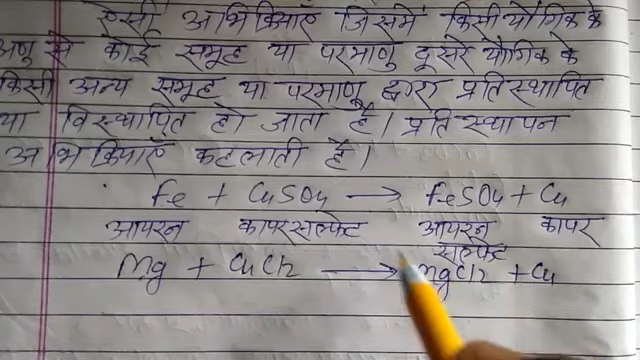 ऐसी अभिक्रियाएँ जिसमें किसी यौगिक के
अणु से कोई समूह या परमाणु दूसरे यौगिक के
किसी अन्य समूह या परमाणु द्वारा प्रतिस्थापित
या विस्थापित हो जाता है। प्रतिस्थापन
अभिक्रियाएँ कहलाती है।
Fe + CuSO4 → FeSO4 + Cu
आयरन कापरसल्फेट आयरन सल्फेट कापर
Mg + CuCl2 → MgCl2 + Cu